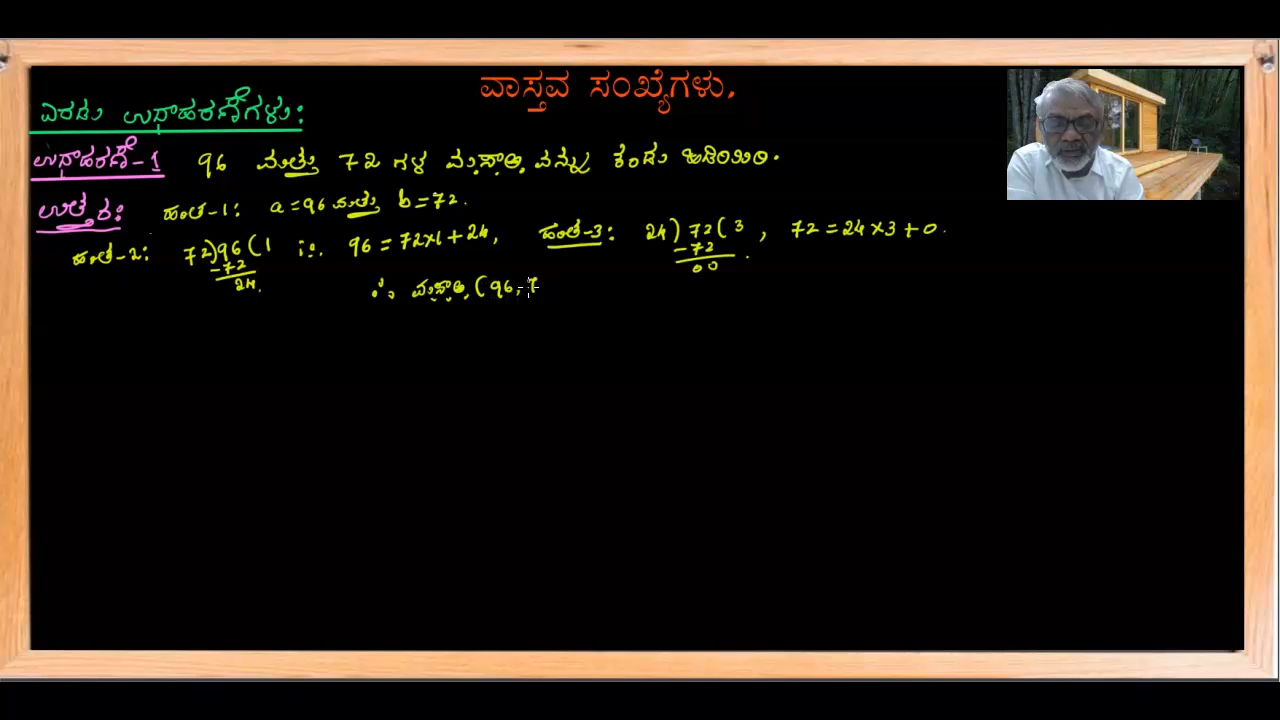 ವಾಸ್ತವ ಸಂಖ್ಯೆಗಳು.
ಎರಡು ಉದಾಹರಣೆಗಳು:
ಉದಾಹರಣೆ-1 96 ಮತ್ತು 72 ಗಳ ಮ.ಸಾ.ಅ. ವನ್ನು ಕಂಡು ಹಿಡಿಯಿರಿ.
ಉತ್ತರ: ಹಂತ-1: a=96 ಮತ್ತು b=72.
ಹಂತ-2: 72)96(1 i.e. 96=72×1+24, ಹಂತ-3: 24)72(3, 72=24×3+0.
-72 -72
24. 00.
∴ ಮ.ಸಾ.ಅ.(96, 7